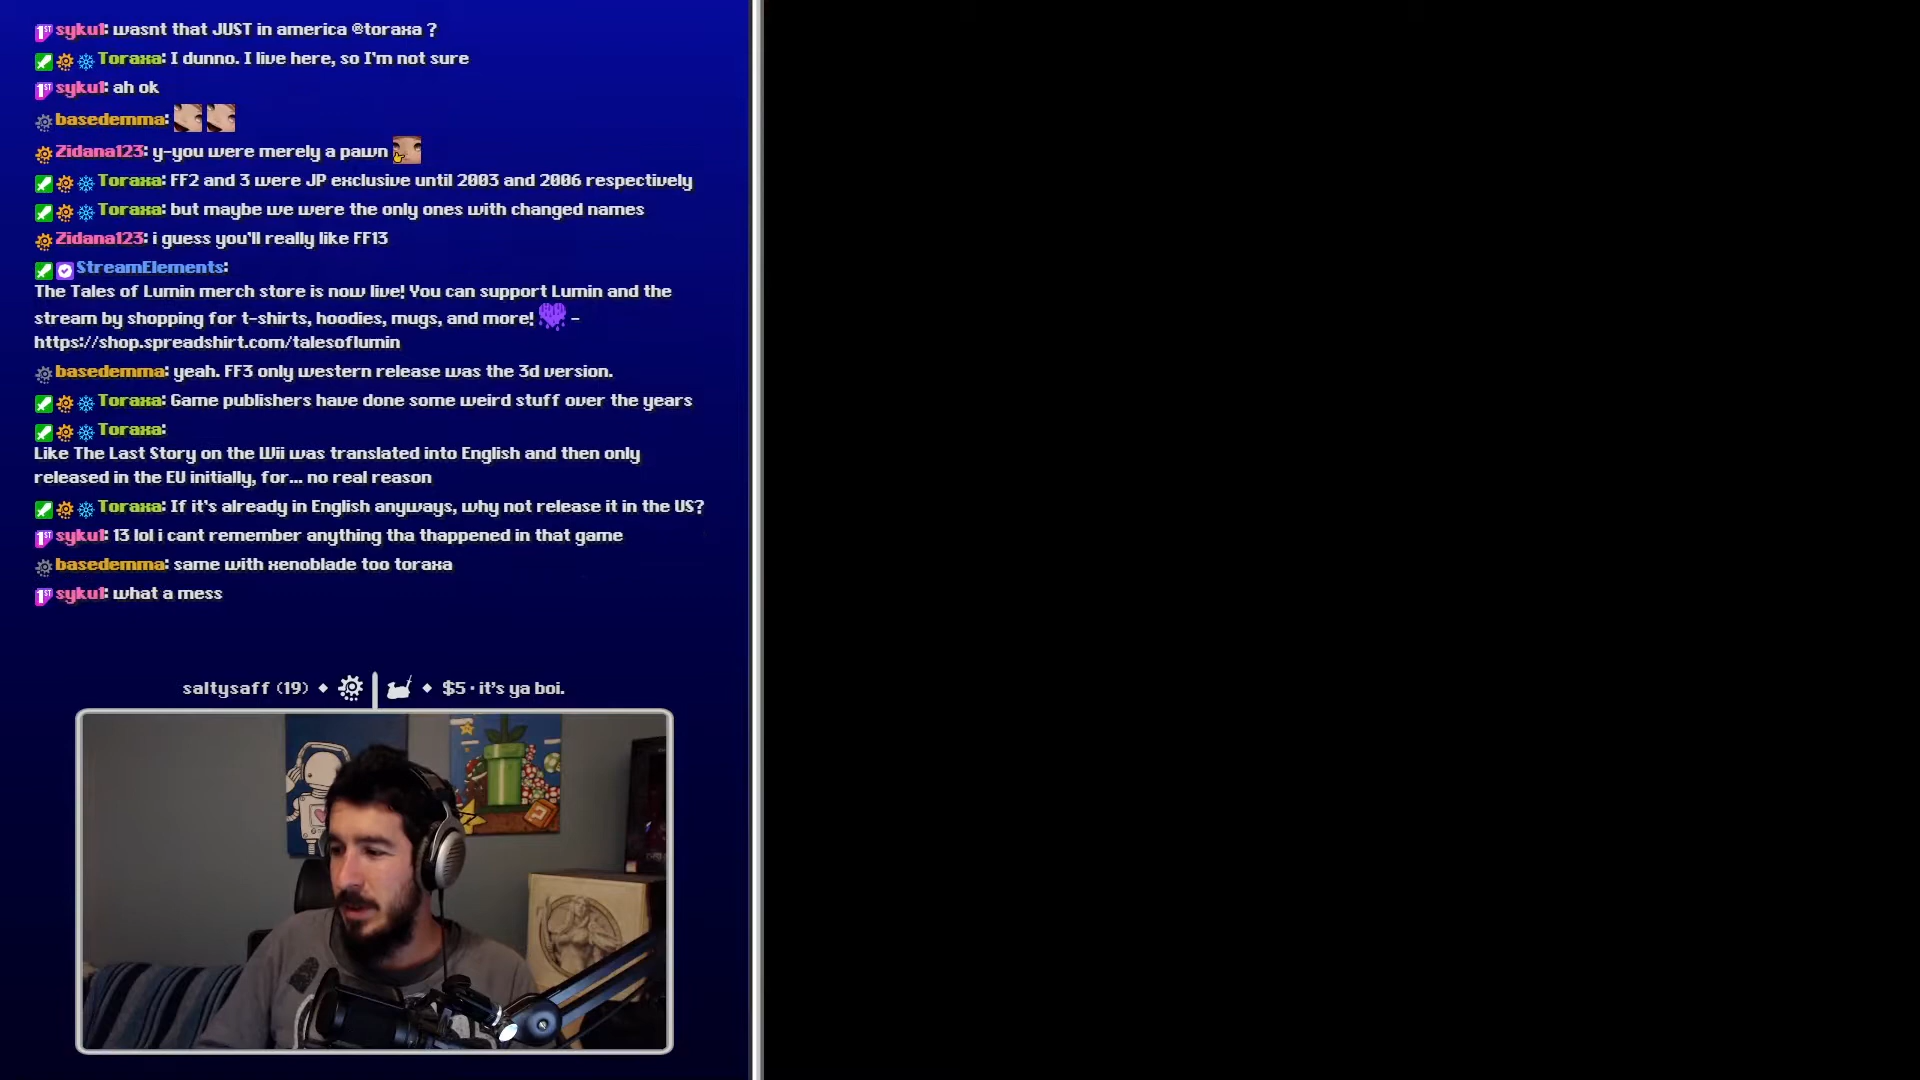 1ST syku1: wasnt that JUST in america @toraxa ?
Toraxa: I dunno. I live here, so I'm not sure
1ST syku1: ah ok
basedemma:
Zidana123: y-you were merely a pawn
Toraxa: FF2 and 3 were JP exclusive until 2003 and 2006 respectively
Toraxa: but maybe we were the only ones with changed names
Zidana123: i guess you'll really like FF13
StreamElements:
The Tales of Lumin merch store is now live! You can support Lumin and the
stream by shopping for t-shirts, hoodies, mugs, and more! -
https://shop.spreadshirt.com/talesoflumin
basedemma: yeah. FF3 only western release was the 3d version.
Toraxa: Game publishers have done some weird stuff over the years
Toraxa:
Like The Last Story on the Wii was translated into English and then only
released in the EU initially, for... no real reason
Toraxa: If it's already in English anyways, why not release it in the US?
1ST syku1: 13 lol i cant remember anything tha thappened in that game
basedemma: same with xenoblade too toraxa
1ST syku1: what a mess
saltysaff (19) ◆ ◆ $5 · it's ya boi.